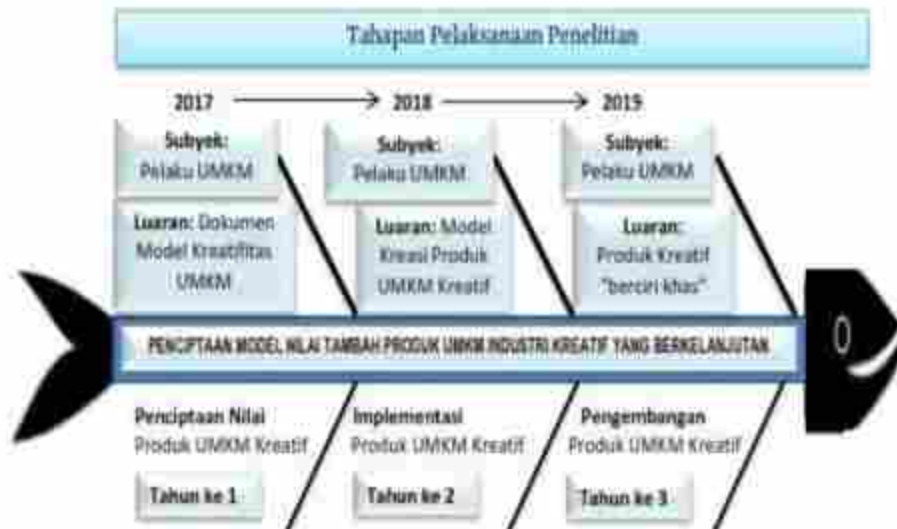 Tahapan Pelaksanaan Penelitian
2017
2018
2019
Subyek:
Pelaku UMKM
Subyek:
Pelaku UMKM
Subyek:
Pelaku UMKM
Luaran: Dokumen
Model Kreatifitas
UMKM
Luaran: Model
Kreasi Produk
UMKM Kreatif
Luaran:
Produk Kreatif
"berciri khas"
PENCIPTAAN MODEL NILAI TAMBAH PRODUK UMKM INDUSTRI KREATIF YANG BERKELANJUTAN
Penciptaan Nilai
Produk UMKM Kreatif
Tahun ke 1
Implementasi
Produk UMKM Kreatif
Tahun ke 2
Pengembangan
Produk UMKM Kreatif
Tahun ke 3